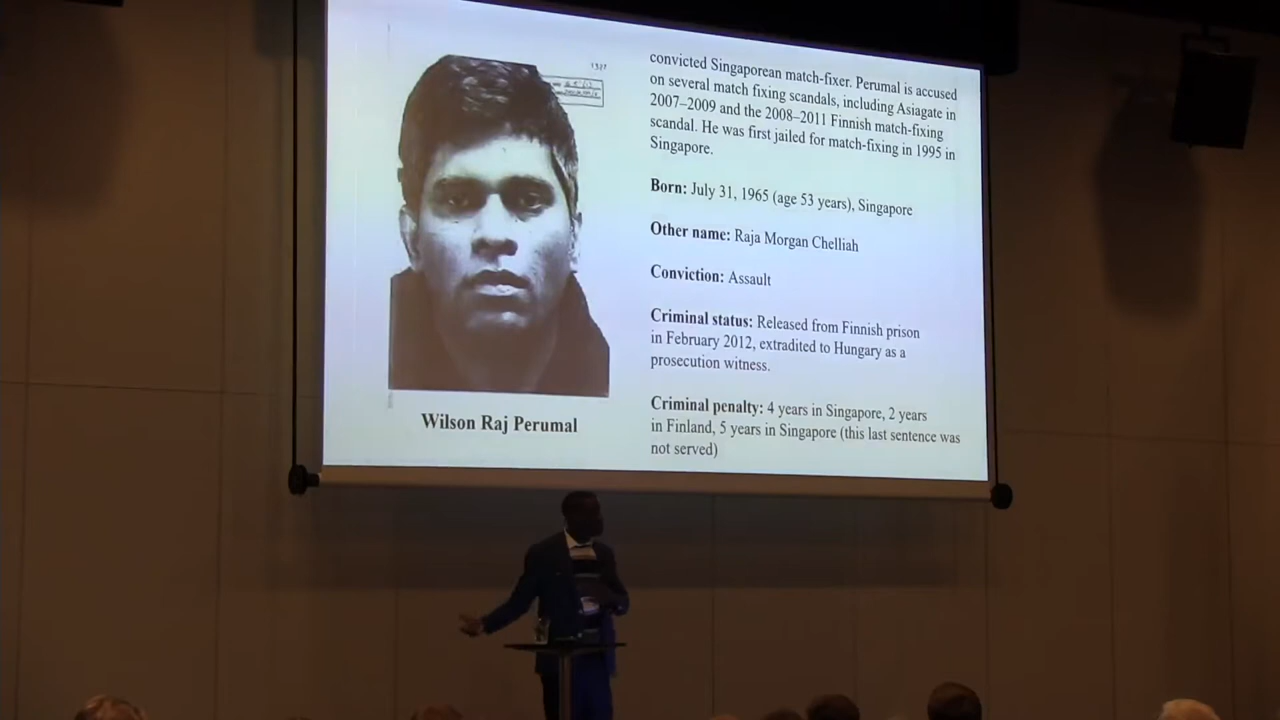 1327
convicted Singaporean match-fixer. Perumal is accused
on several match fixing scandals, including Asiagate in
2007–2009 and the 2008–2011 Finnish match-fixing
scandal. He was first jailed for match-fixing in 1995 in
Singapore.
Born: July 31, 1965 (age 53 years), Singapore
Other name: Raja Morgan Chelliah
Conviction: Assault
Criminal status: Released from Finnish prison
in February 2012, extradited to Hungary as a
prosecution witness.
Criminal penalty: 4 years in Singapore, 2 years
in Finland, 5 years in Singapore (this last sentence was
not served)
Wilson Raj Perumal